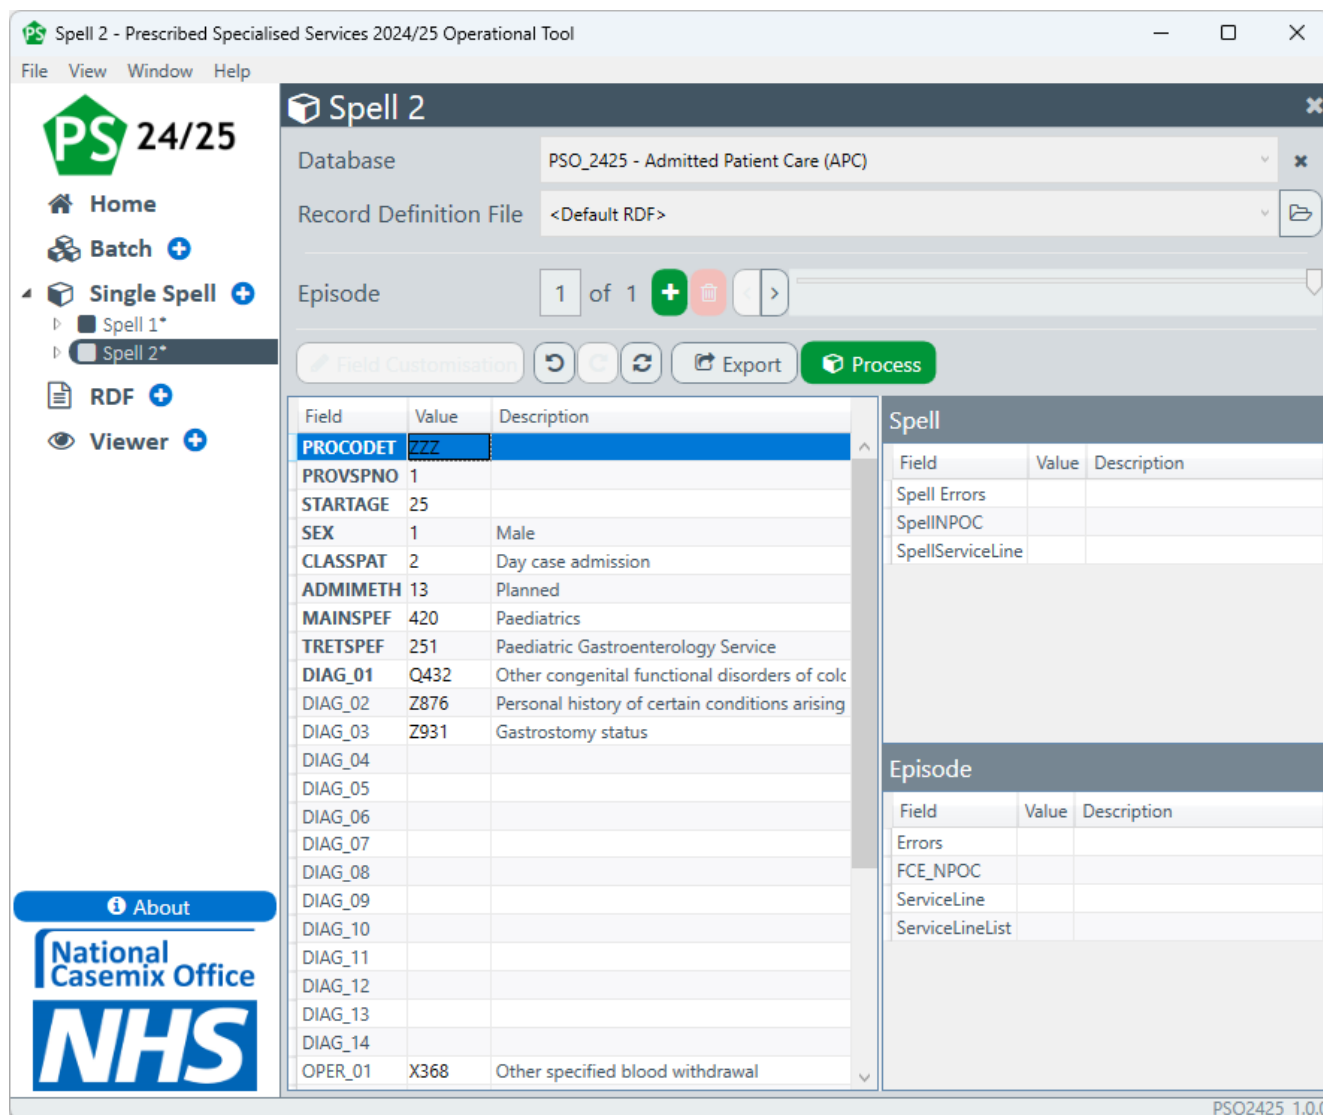 Spell 2 - Prescribed Specialised Services 2024/25 Operational Tool
File View Window Help
PS 24/25
Home
Batch
Single Spell
Spell 1*
Spell 2*
RDF
Viewer
About
National
Casemix Office
NHS
Spell 2
Database PSO_2425 - Admitted Patient Care (APC)
Record Definition File <Default RDF>
Episode 1 of 1
Field Customisation Export Process
Field Value Description
PROCODET ZZZ
PROVSPNO 1
STARTAGE 25
SEX 1 Male
CLASSPAT 2 Day case admission
ADMIMETH 13 Planned
MAINSPEF 420 Paediatrics
TRETSPEF 251 Paediatric Gastroenterology Service
DIAG_01 Q432 Other congenital functional disorders of colo
DIAG_02 Z876 Personal history of certain conditions arising
DIAG_03 Z931 Gastrostomy status
DIAG_04
DIAG_05
DIAG_06
DIAG_07
DIAG_08
DIAG_09
DIAG_10
DIAG_11
DIAG_12
DIAG_13
DIAG_14
OPER_01 X368 Other specified blood withdrawal
Spell
Field Value Description
Spell Errors
SpellNPOC
SpellServiceLine
Episode
Field Value Description
Errors
FCE_NPOC
ServiceLine
ServiceLineList
PSO2425 1.0.0